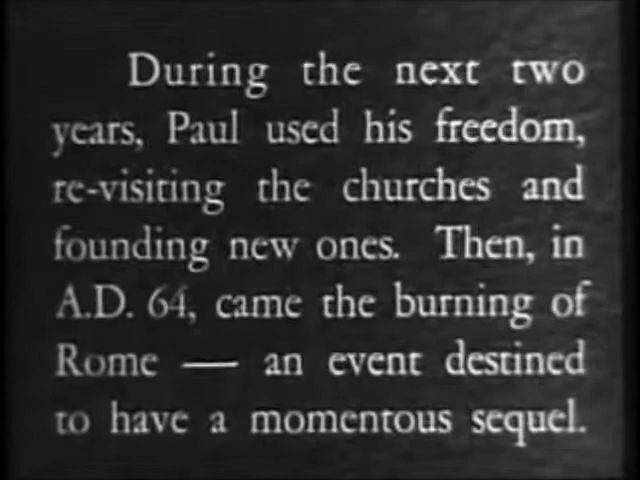 During the next two
years, Paul used his freedom,
re-visiting the churches and
founding new ones. Then, in
A.D. 64, came the burning of
Rome — an event destined
to have a momentous sequel.